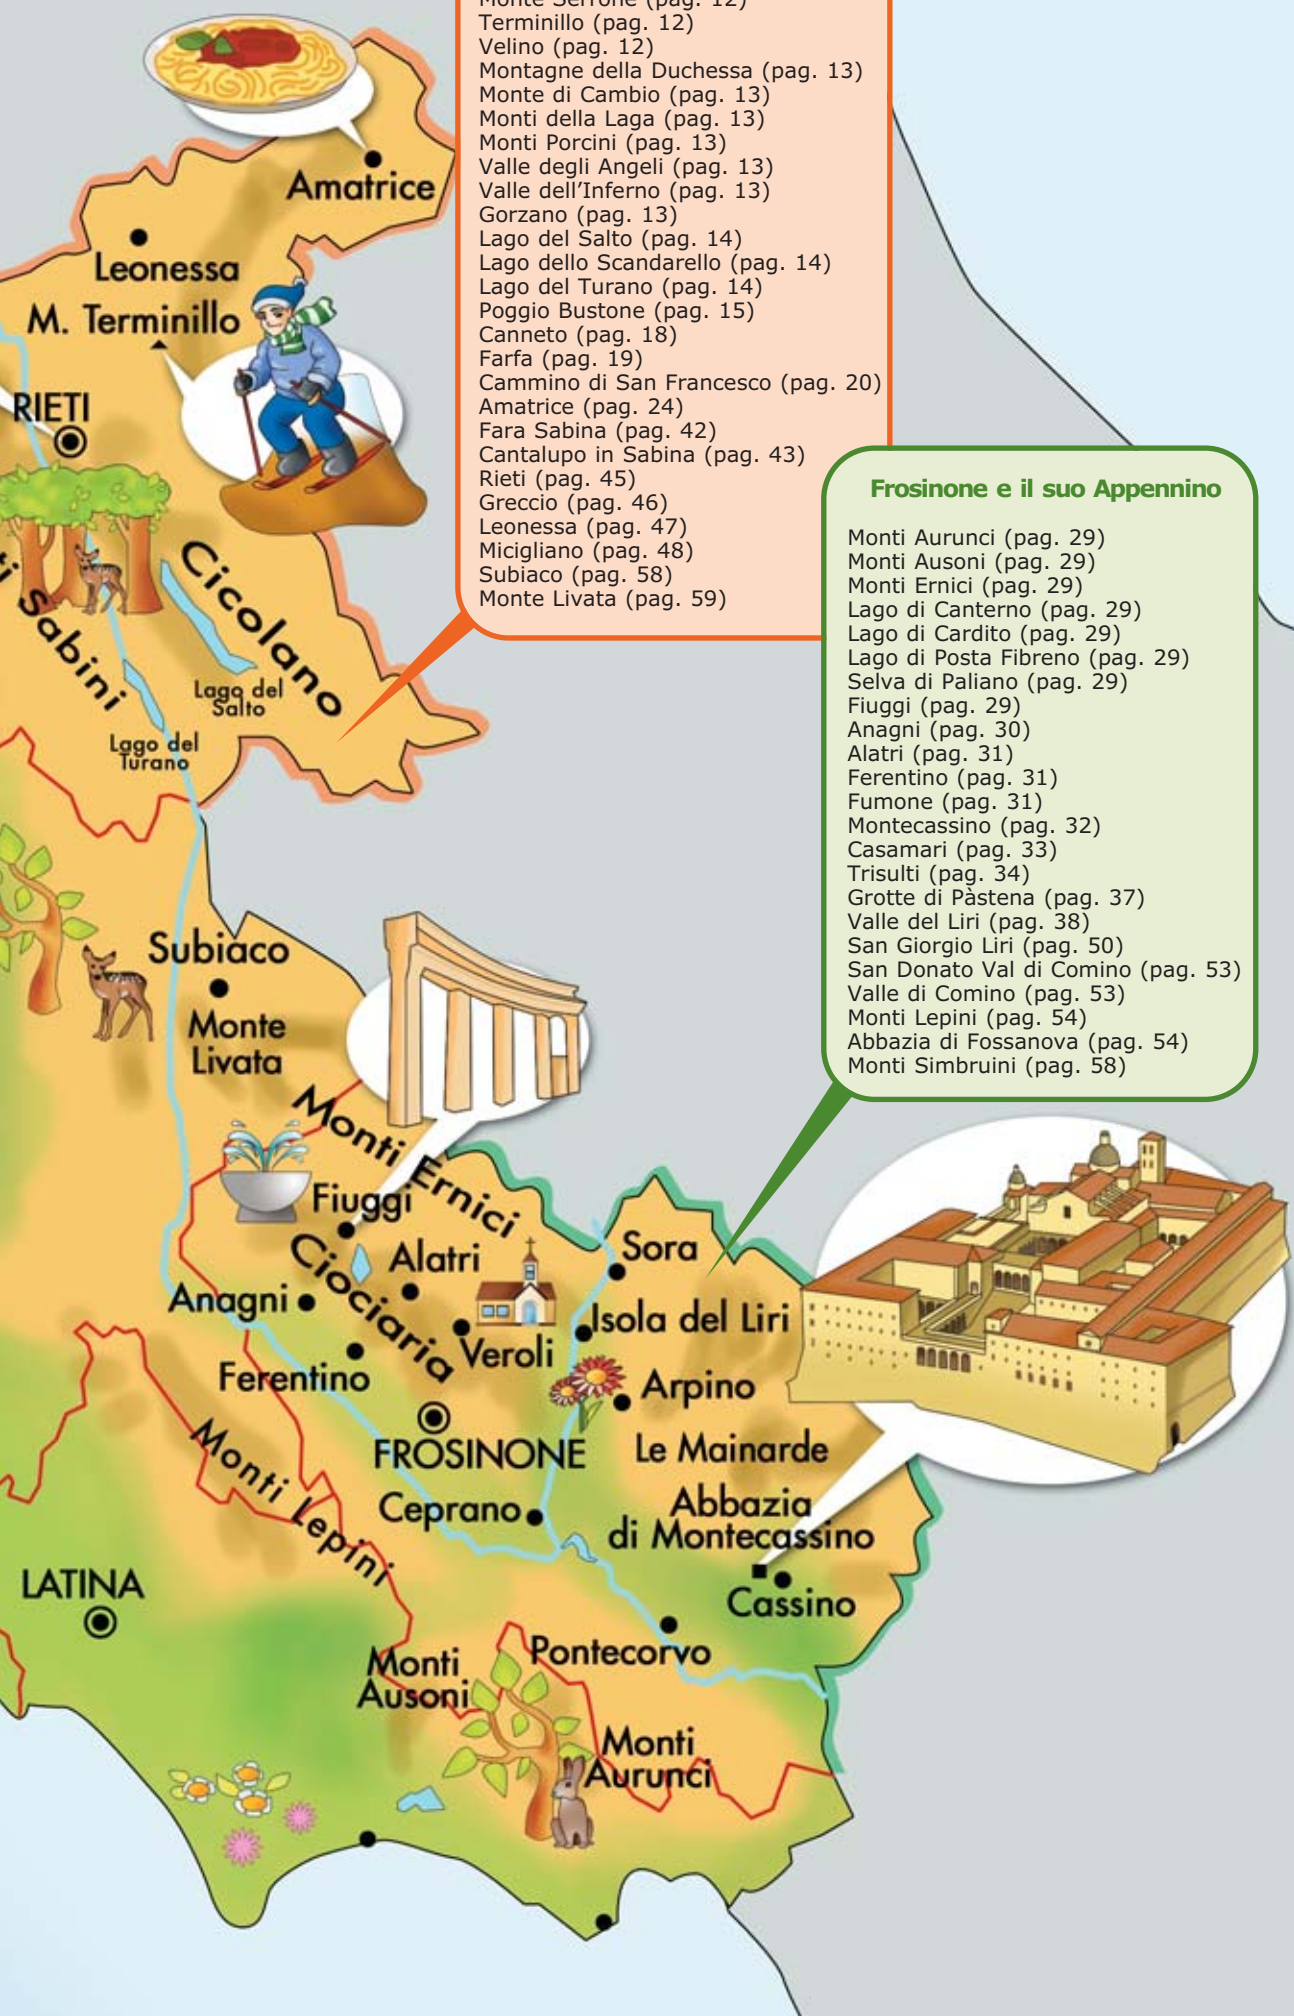 Monte Serrone (pag. 12)
Terminillo (pag. 12)
Velino (pag. 12)
Montagne della Duchessa (pag. 13)
Monte di Cambio (pag. 13)
Monti della Laga (pag. 13)
Monti Porcini (pag. 13)
Valle degli Angeli (pag. 13)
Valle dell'Inferno (pag. 13)
Gorzano (pag. 13)
Lago del Salto (pag. 14)
Lago dello Scandarello (pag. 14)
Lago del Turano (pag. 14)
Poggio Bustone (pag. 15)
Canneto (pag. 18)
Farfa (pag. 19)
Cammino di San Francesco (pag. 20)
Amatrice (pag. 24)
Fara Sabina (pag. 42)
Cantalupo in Sabina (pag. 43)
Rieti (pag. 45)
Greccio (pag. 46)
Leonessa (pag. 47)
Micigliano (pag. 48)
Subiaco (pag. 58)
Monte Livata (pag. 59)
Frosinone e il suo Appennino
Monti Aurunci (pag. 29)
Monti Ausoni (pag. 29)
Monti Ernici (pag. 29)
Lago di Canterno (pag. 29)
Lago di Cardito (pag. 29)
Lago di Posta Fibreno (pag. 29)
Selva di Paliano (pag. 29)
Fiuggi (pag. 29)
Anagni (pag. 30)
Alatri (pag. 31)
Ferentino (pag. 31)
Fumone (pag. 31)
Montecassino (pag. 32)
Casamari (pag. 33)
Trisulti (pag. 34)
Grotte di Pàstena (pag. 37)
Valle del Liri (pag. 38)
San Giorgio Liri (pag. 50)
San Donato Val di Comino (pag. 53)
Valle di Comino (pag. 53)
Monti Lepini (pag. 54)
Abbazia di Fossanova (pag. 54)
Monti Simbruini (pag. 58)
Amatrice
Leonessa
M. Terminillo
RIETI
Cicolano
ti Sabini
Lago del
Salto
Lago del
Turano
Subiaco
Monte
Livata
Monti Ernici
Fiuggi
Ciociaria
Alatri
Sora
Anagni
Isola del Liri
Veroli
Ferentino
Arpino
FROSINONE
Le Mainarde
Monti Lepini
Ceprano
Abbazia
di Montecassino
LATINA
Cassino
Pontecorvo
Monti
Ausoni
Monti
Aurunci